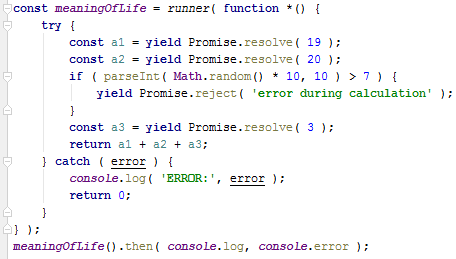 const meaningOfLife = runner( function *() {
    try {
        const a1 = yield Promise.resolve( 19 );
        const a2 = yield Promise.resolve( 20 );
        if ( parseInt( Math.random() * 10, 10 ) > 7 ) {
            yield Promise.reject( 'error during calculation' );
        }
        const a3 = yield Promise.resolve( 3 );
        return a1 + a2 + a3;
    } catch ( error ) {
        console.log( 'ERROR:', error );
        return 0;
    }
} );
meaningOfLife().then( console.log, console.error );